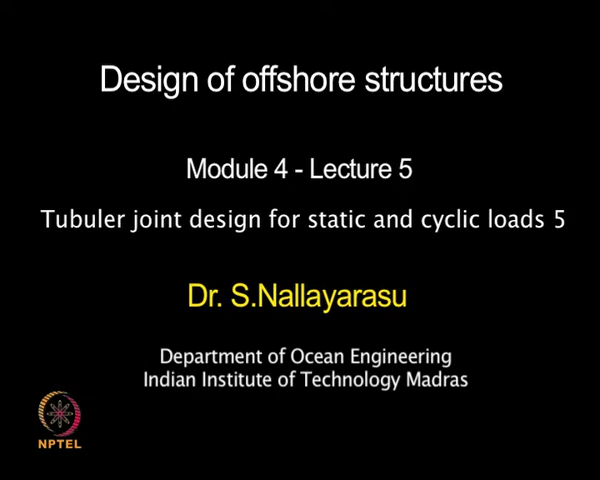 Design of offshore structures
Module 4 - Lecture 5
Tubuler joint design for static and cyclic loads 5
Dr. S.Nallayarasu
Department of Ocean Engineering
Indian Institute of Technology Madras
NPTEL